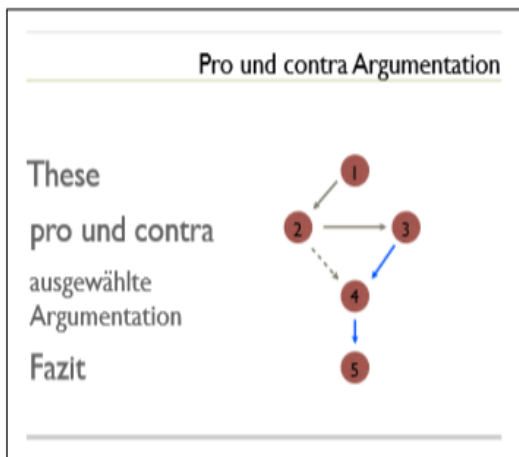 Pro und contra Argumentation
These
1
pro und contra
2
3
ausgewählte
Argumentation
4
Fazit
5